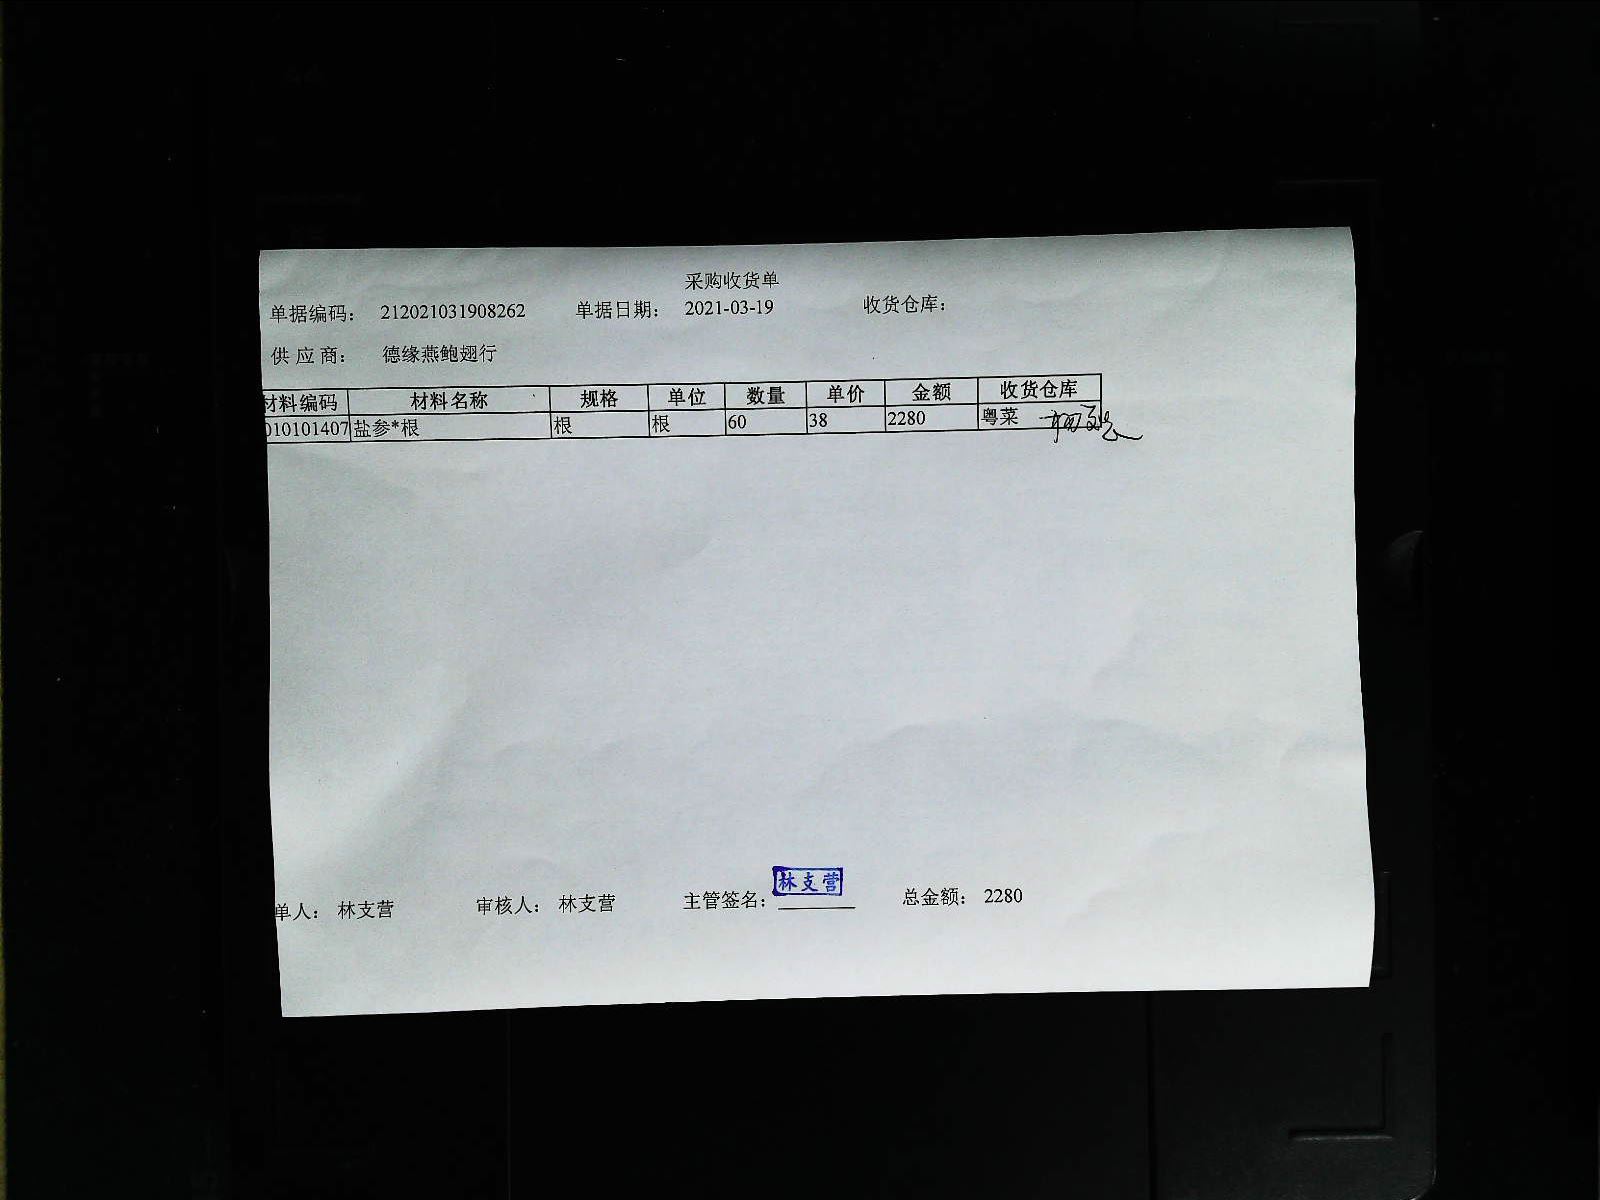 采购收货单
单据编码： 212021031908262 单据日期： 2021-03-19 收货仓库：
供 应 商： 德缘燕鲍翅行
材料编码 材料名称 规格 单位 数量 单价 金额 收货仓库
010101407 盐参*根 根 根 60 38 2280 粤菜
林支营
单人： 林支营 审核人： 林支营 主管签名： 总金额： 2280